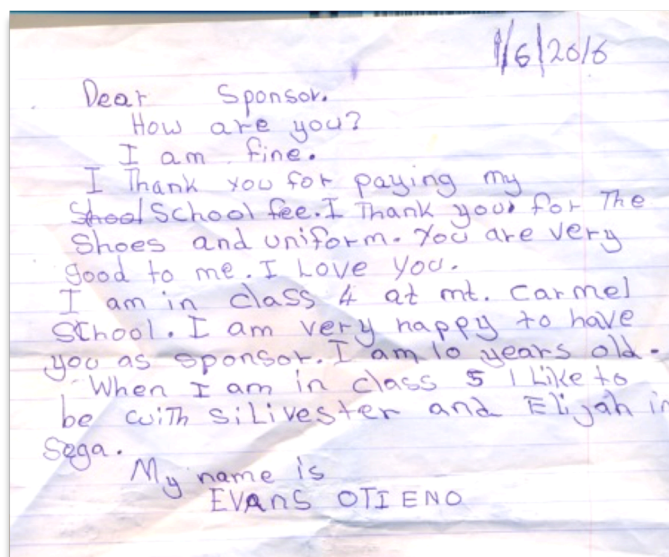 1/6/2016
Dear Sponsor.
How are you?
I am fine.
I Thank you for paying my
School fee. I Thank you for The
Shoes and uniform. You are very
good to me. I Love you.
I am in class 4 at mt. carmel
School. I am very happy to have
you as sponsor. I am 10 years old.
When I am in class 5 I Like to
be with siLivester and ELijah in
Sega.
My name is
EVAnS OTIENO